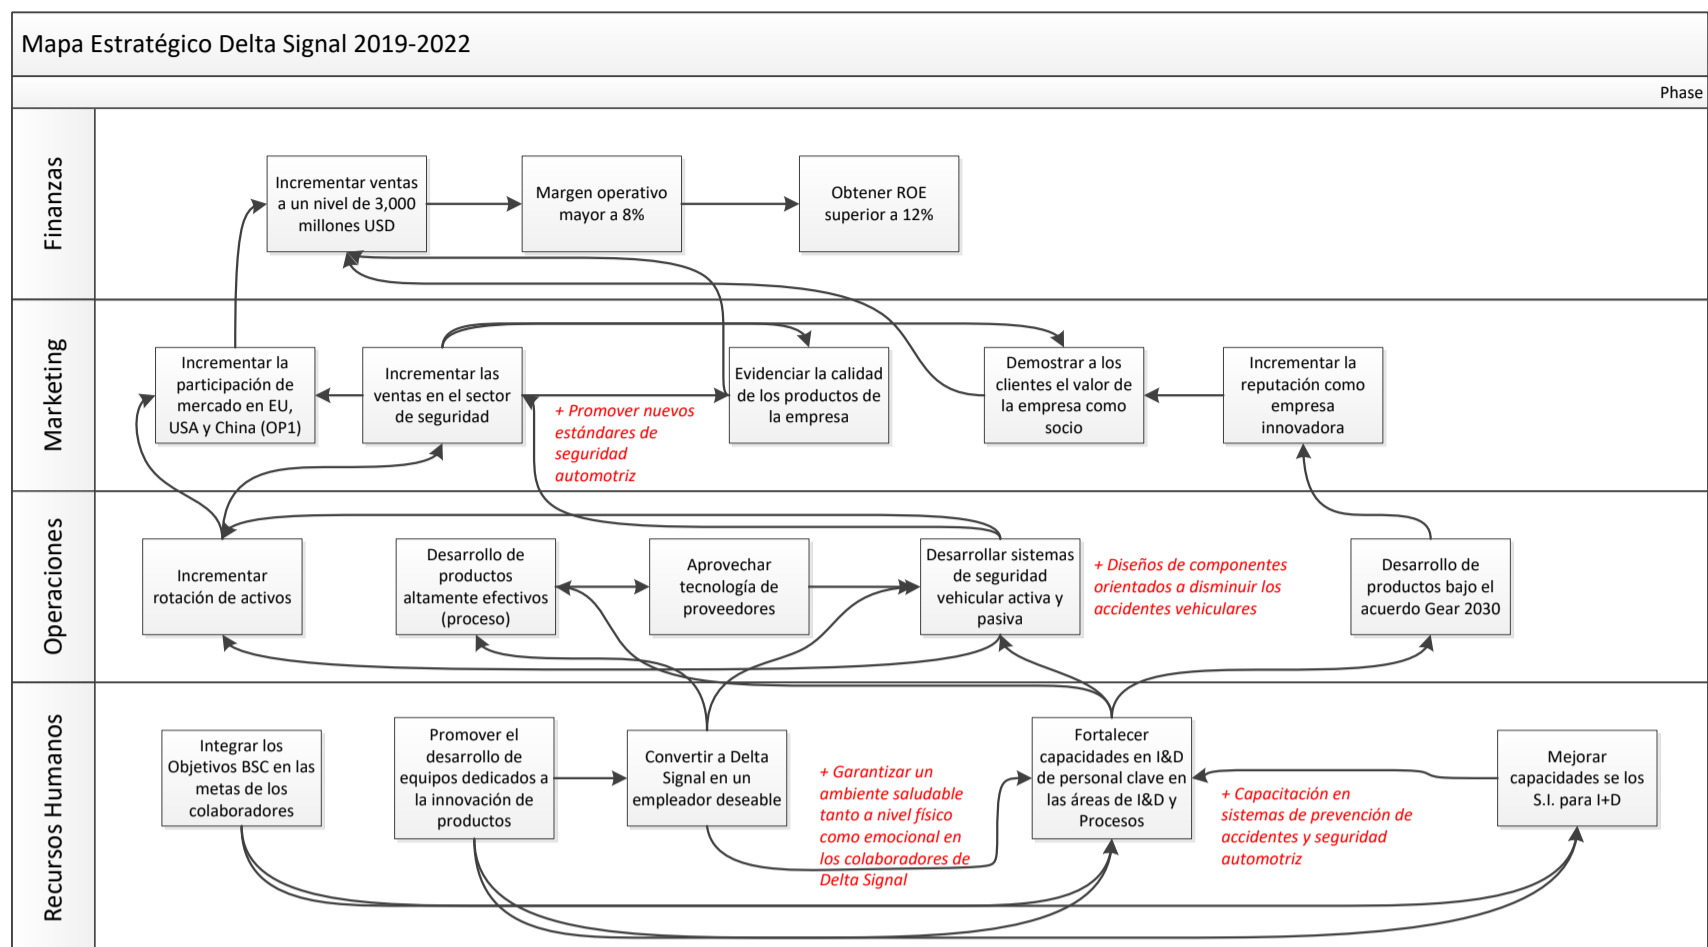 Mapa Estratégico Delta Signal 2019-2022
Phase
Finanzas
Incrementar ventas
a un nivel de 3,000
millones USD
Margen operativo
mayor a 8%
Obtener ROE
superior a 12%
Marketing
Incrementar la
participación de
mercado en EU,
USA y China (OP1)
Incrementar las
ventas en el sector
de seguridad
+ Promover nuevos
estándares de
seguridad
automotriz
Evidenciar la calidad
de los productos de
la empresa
Demostrar a los
clientes el valor de
la empresa como
socio
Incrementar la
reputación como
empresa
innovadora
Operaciones
Incrementar
rotación de activos
Desarrollo de
productos
altamente efectivos
(proceso)
Aprovechar
tecnología de
proveedores
Desarrollar sistemas
de seguridad
vehicular activa y
pasiva
+ Diseños de componentes
orientados a disminuir los
accidentes vehiculares
Desarrollo de
productos bajo el
acuerdo Gear 2030
Recursos Humanos
Integrar los
Objetivos BSC en las
metas de los
colaboradores
Promover el
desarrollo de
equipos dedicados a
la innovación de
productos
Convertir a Delta
Signal en un
empleador deseable
+ Garantizar un
ambiente saludable
tanto a nivel físico
como emocional en
los colaboradores de
Delta Signal
Fortalecer
capacidades en I&D
de personal clave en
las áreas de I&D y
Procesos
+ Capacitación en
sistemas de prevención de
accidentes y seguridad
automotriz
Mejorar
capacidades se los
S.I. para I+D